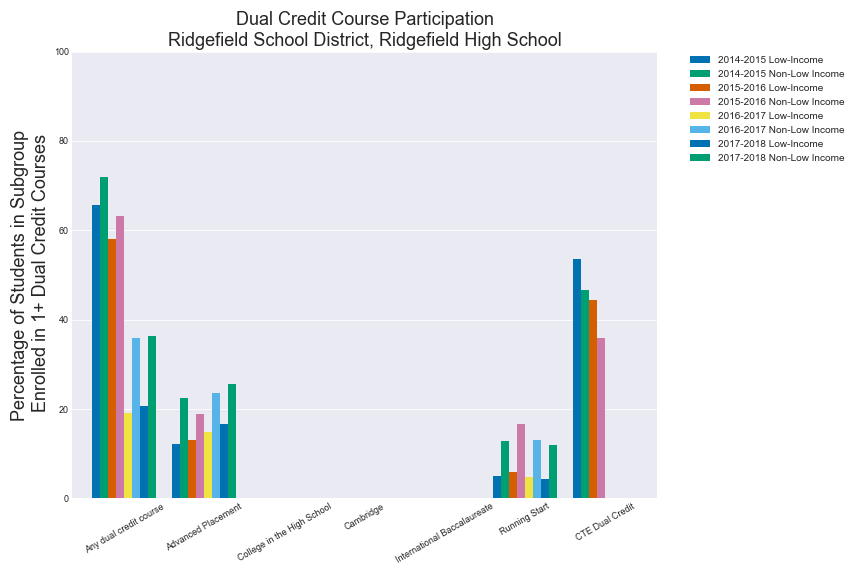 Dual Credit Course Participation
Ridgefield School District, Ridgefield High School
Percentage of Students in Subgroup
Enrolled in 1+ Dual Credit Courses
100
80
60
40
20
0
Any dual credit course
Advanced Placement
College in the High School
Cambridge
International Baccalaureate
Running Start
CTE Dual Credit
2014-2015 Low-Income
2014-2015 Non-Low Income
2015-2016 Low-Income
2015-2016 Non-Low Income
2016-2017 Low-Income
2016-2017 Non-Low Income
2017-2018 Low-Income
2017-2018 Non-Low Income